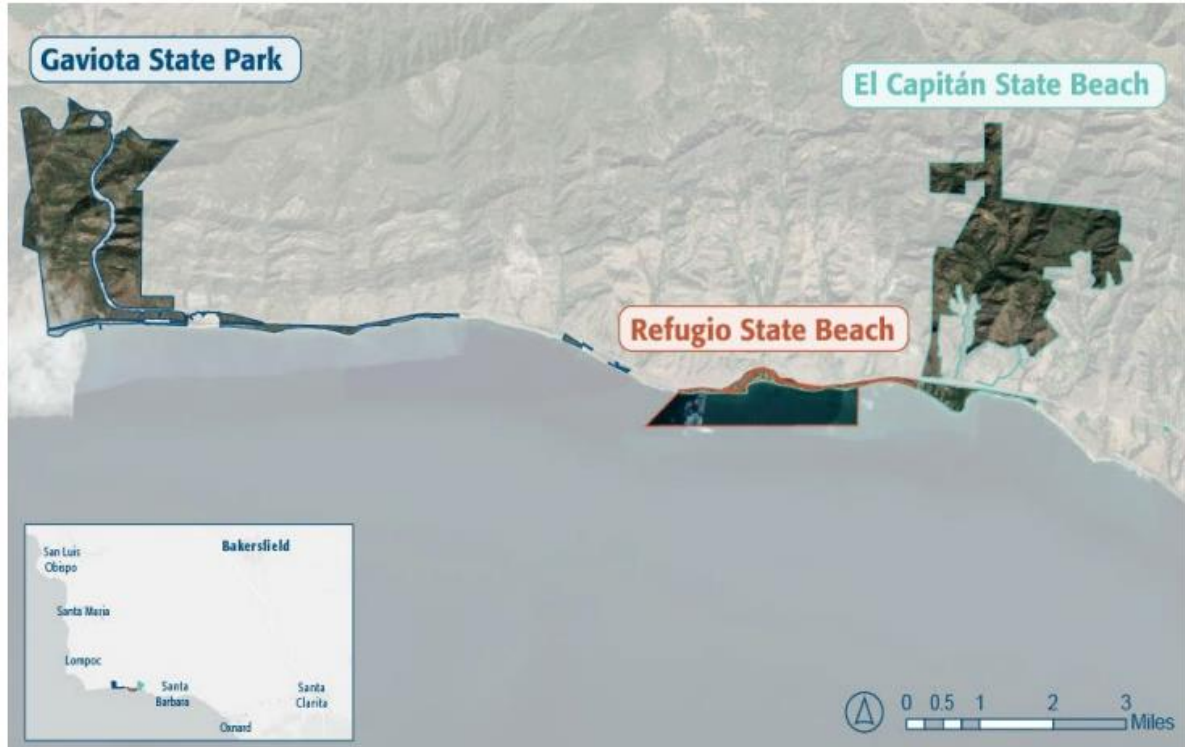 Gaviota State Park
El Capitán State Beach
Refugio State Beach
San Luis
Obispo
Bakersfield
Santa Maria
Lompoc
Santa
Barbara
Santa
Clarita
Oxnard
0 0.5 1 2 3
Miles